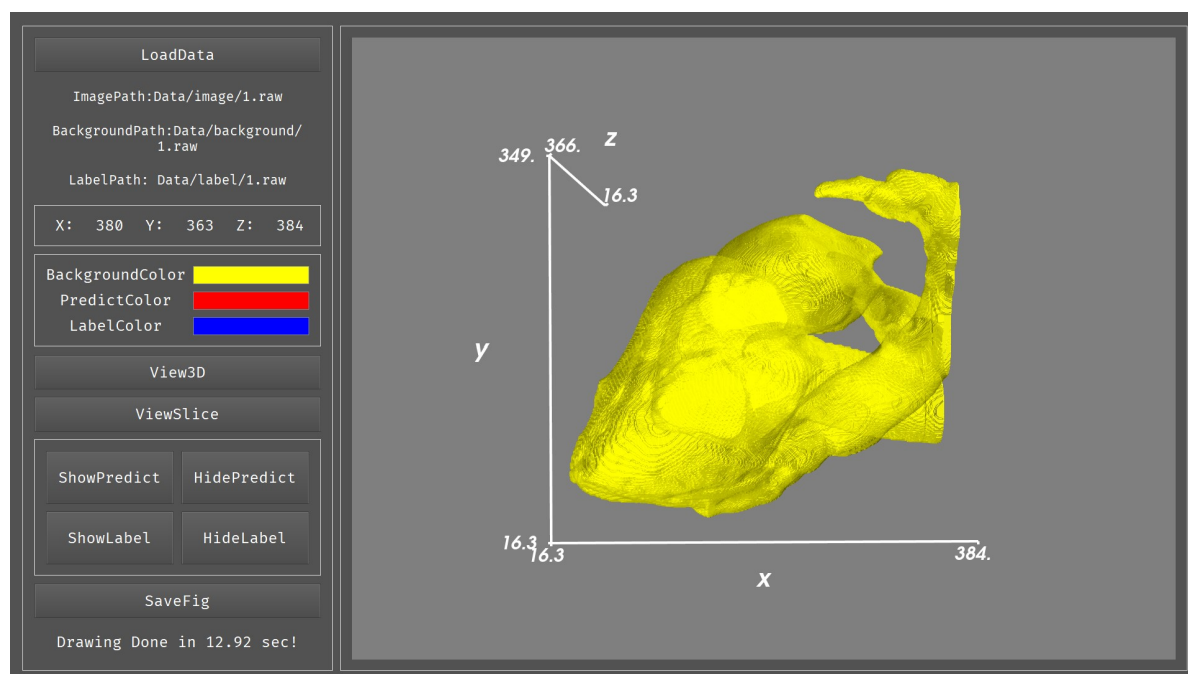 LoadData
ImagePath:Data/image/1.raw
BackgroundPath:Data/background/
1.raw
LabelPath: Data/label/1.raw
X: 380 Y: 363 Z: 384
BackgroundColor
PredictColor
LabelColor
View3D
ViewSlice
ShowPredict HidePredict
ShowLabel HideLabel
SaveFig
Drawing Done in 12.92 sec!
349. 366. z
16.3
y
16.3
16.3
384.
x